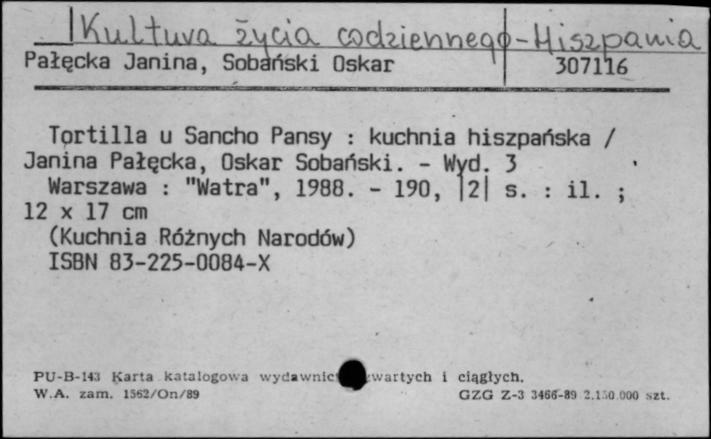 Kultura życia codziennego-Hiszpania
Pałęcka Janina, Sobański Oskar 307116
Tortilla u Sancho Pansy : kuchnia hiszpańska /
Janina Pałęcka, Oskar Sobański. - Wyd. 3
Warszawa : "Watra", 1988. - 190, |2| s. : il. ;
12 x 17 cm
(Kuchnia Różnych Narodów)
ISBN 83-225-0084-X
PU-B-143 Karta katalogowa wartych i ciągłych.
W.A. zam. 1562/On/89 GZG Z-3 3466-89 2.150.000 szt.